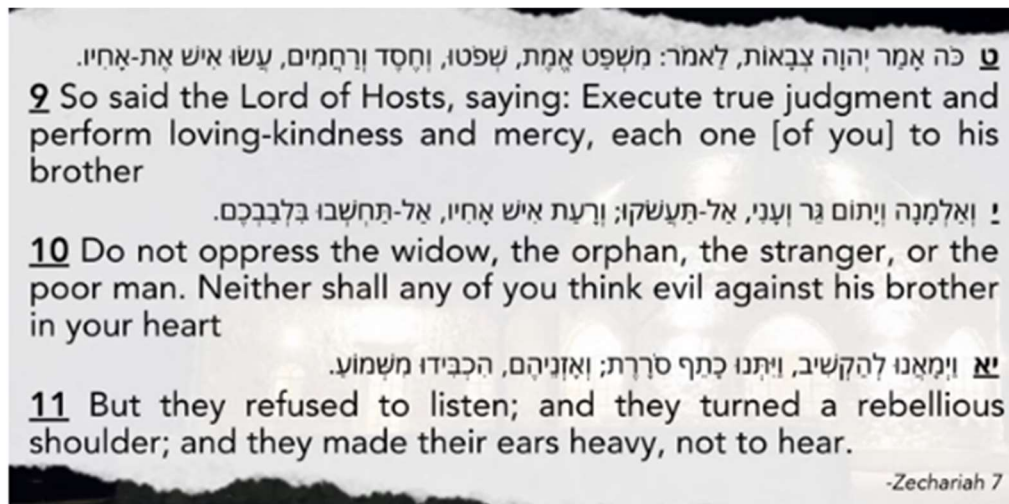 ט כֹּה אָמַר יְהוָה צְבָאוֹת, לֵאמֹר: מִשְׁפַּט אֱמֶת, שְׁפֹטוּ, וְחֶסֶד וְרַחֲמִים, עֲשׂוּ אִישׁ אֶת-אָחִיו.
9 So said the Lord of Hosts, saying: Execute true judgment and
perform loving-kindness and mercy, each one [of you] to his
brother
י וְאַלְמָנָה וְיָתוֹם גֵּר וְעָנִי, אַל-תַּעֲשֹׁקוּ; וְרָעַת אִישׁ אָחִיו, אַל-תַּחְשְׁבוּ בִּלְבַבְכֶם.
10 Do not oppress the widow, the orphan, the stranger, or the
poor man. Neither shall any of you think evil against his brother
in your heart
יא וַיְמָאֲנוּ לְהַקְשִׁיב, וַיִּתְּנוּ כָתֵף סֹרָרֶת; וְאָזְנֵיהֶם, הִכְבִּידוּ מִשְּׁמוֹעַ.
11 But they refused to listen; and they turned a rebellious
shoulder; and they made their ears heavy, not to hear.
-Zechariah 7